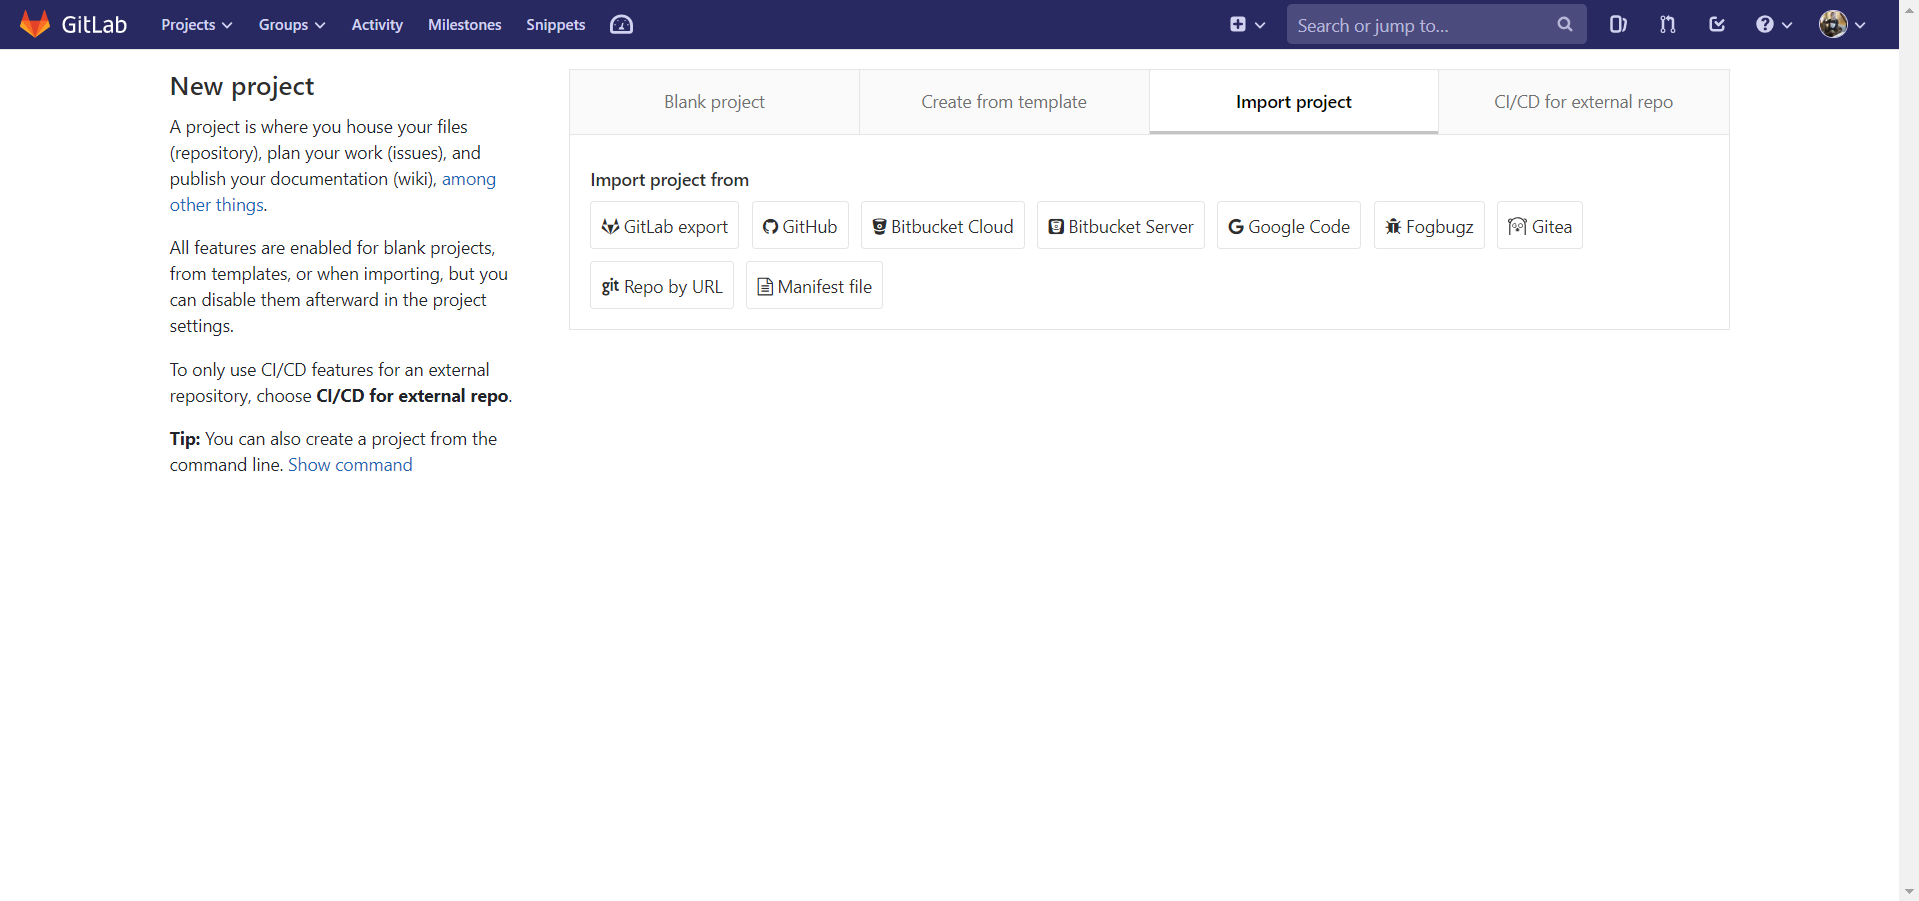 GitLab Projects Groups Activity Milestones Snippets Search or jump to...
New project
A project is where you house your files
(repository), plan your work (issues), and
publish your documentation (wiki), among
other things.
All features are enabled for blank projects,
from templates, or when importing, but you
can disable them afterward in the project
settings.
To only use CI/CD features for an external
repository, choose CI/CD for external repo.
Tip: You can also create a project from the
command line. Show command
Blank project Create from template Import project CI/CD for external repo
Import project from
GitLab export GitHub Bitbucket Cloud Bitbucket Server Google Code Fogbugz Gitea
git Repo by URL Manifest file